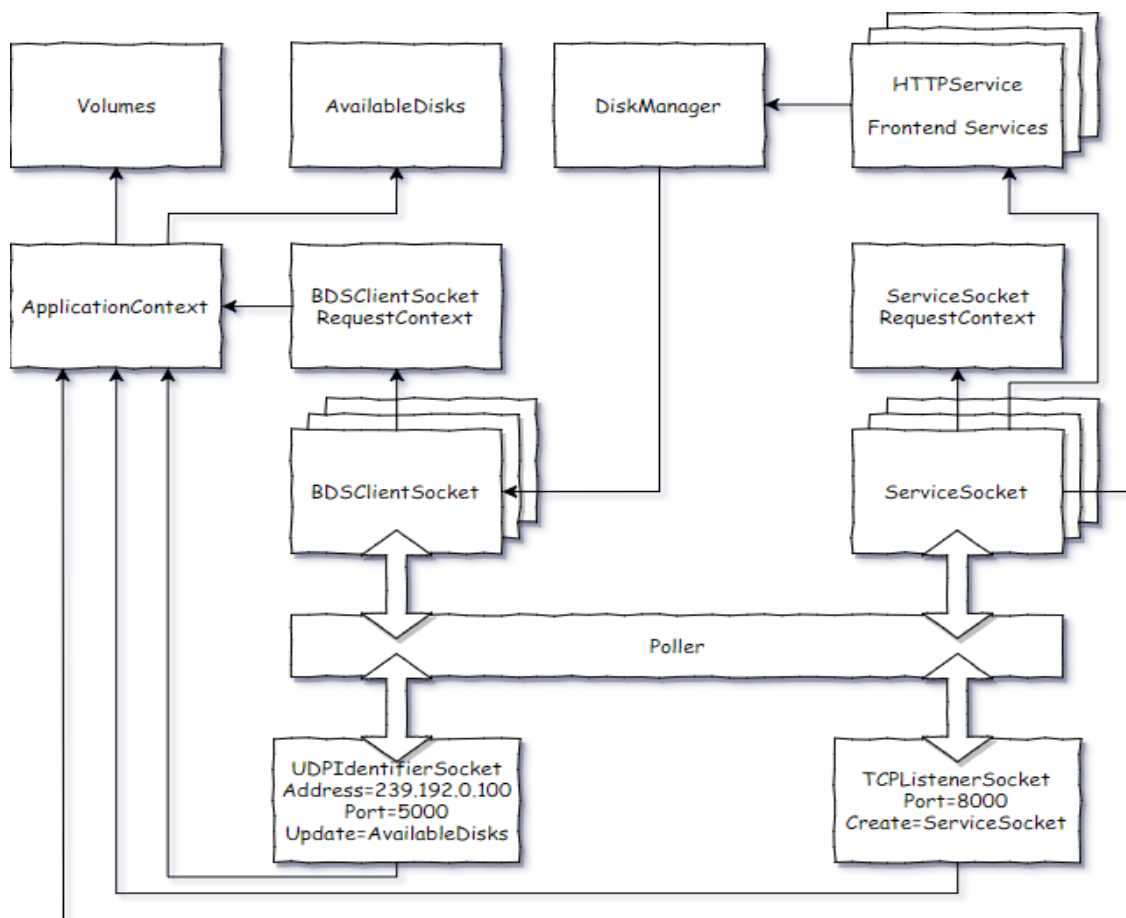 Volumes
AvailableDisks
DiskManager
HTTPService
Frontend Services
ApplicationContext
BDSClientSocket
RequestContext
ServiceSocket
RequestContext
BDSClientSocket
ServiceSocket
Poller
UDPIdentifierSocket
Address=239.192.0.100
Port=5000
Update=AvailableDisks
TCPListenerSocket
Port=8000
Create=ServiceSocket